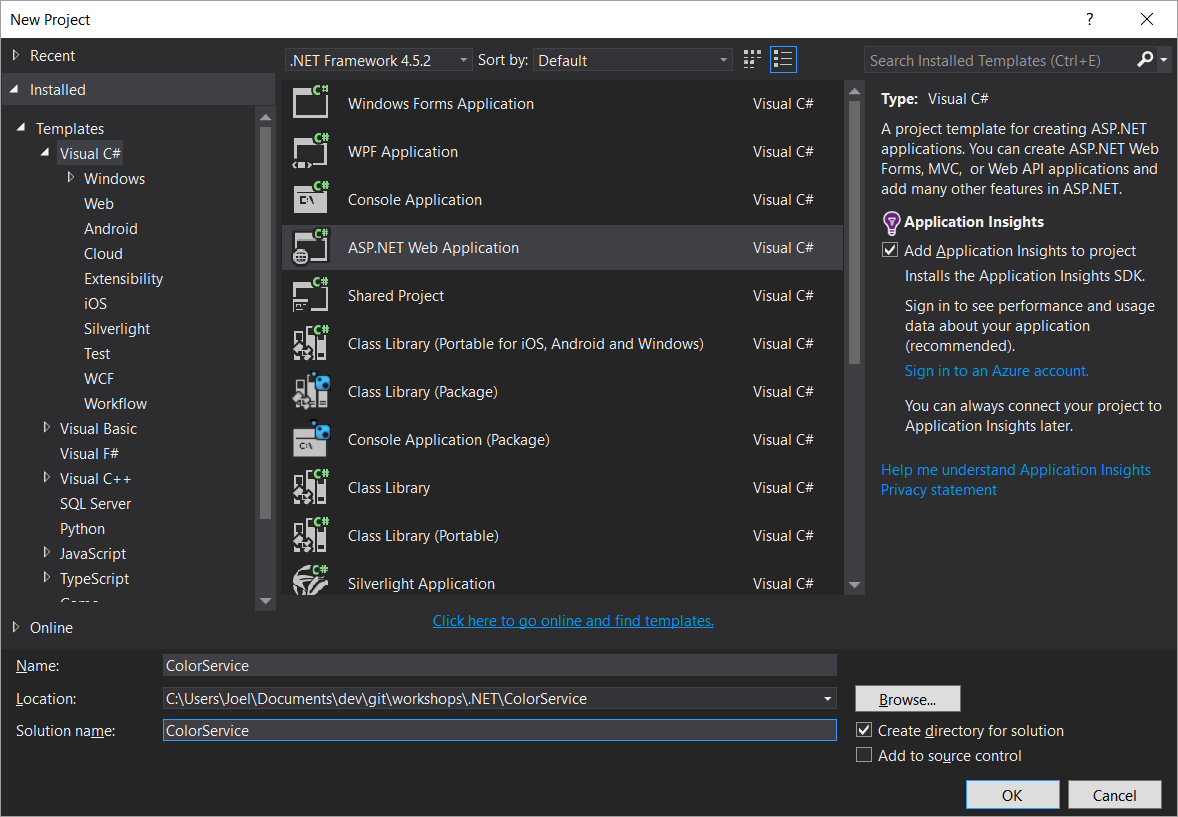 New Project
?
Recent
Installed
Templates
Visual C#
Windows
Web
Android
Cloud
Extensibility
iOS
Silverlight
Test
WCF
Workflow
Visual Basic
Visual F#
Visual C++
SQL Server
Python
JavaScript
TypeScript
Online
.NET Framework 4.5.2
Sort by:
Default
Windows Forms Application Visual C#
WPF Application Visual C#
Console Application Visual C#
ASP.NET Web Application Visual C#
Shared Project Visual C#
Class Library (Portable for iOS, Android and Windows) Visual C#
Class Library (Package) Visual C#
Console Application (Package) Visual C#
Class Library Visual C#
Class Library (Portable) Visual C#
Silverlight Application Visual C#
Click here to go online and find templates.
Search Installed Templates (Ctrl+E)
Type: Visual C#
A project template for creating ASP.NET
applications. You can create ASP.NET Web
Forms, MVC, or Web API applications and
add many other features in ASP.NET.
Application Insights
Add Application Insights to project
Installs the Application Insights SDK.
Sign in to see performance and usage
data about your application
(recommended).
Sign in to an Azure account.
You can always connect your project to
Application Insights later.
Help me understand Application Insights
Privacy statement
Name: ColorService
Location: C:\Users\Joel\Documents\dev\git\workshops\.NET\ColorService
Browse...
Solution name: ColorService
Create directory for solution
Add to source control
OK
Cancel